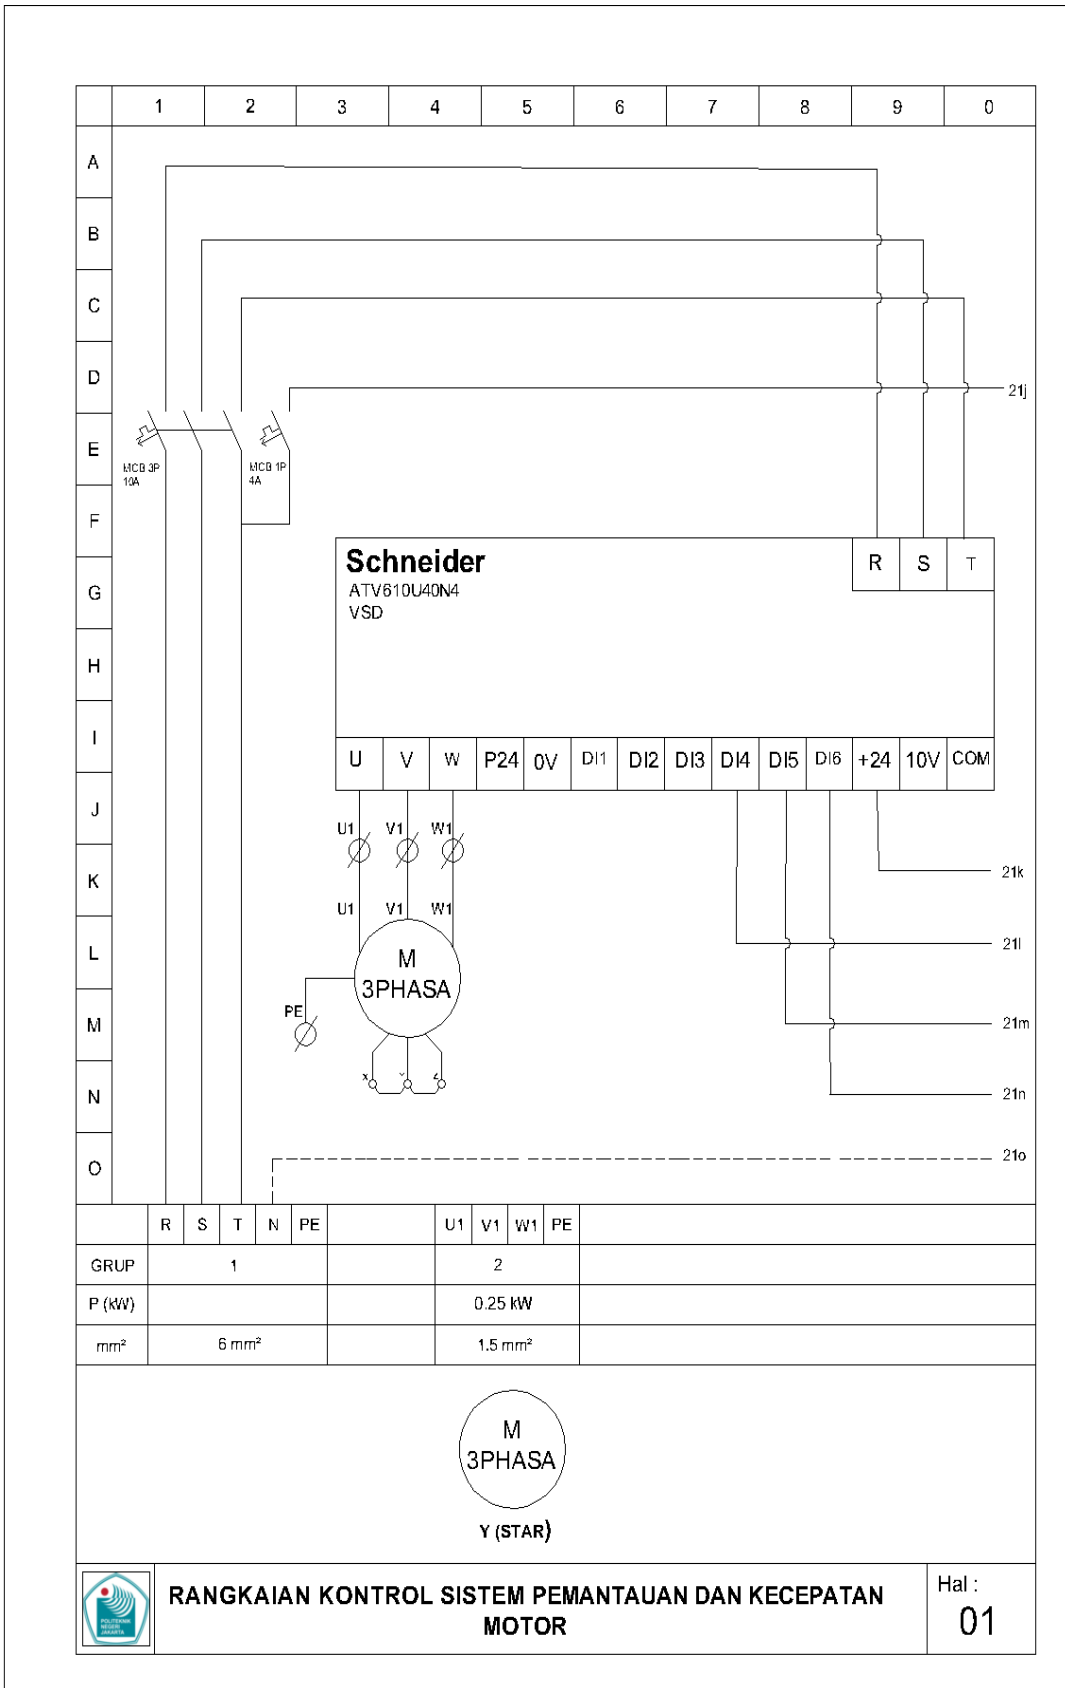 1 2 3 4 5 6 7 8 9 0
A
B
C
D
21j
E
MCB 3P
10A
MCB 1P
4A
F
Schneider
R S T
ATV610U40N4
G
VSD
H
I
U V W P24 0V DI1 DI2 DI3 DI4 DI5 DI6 +24 10V COM
J
U1 V1 W1
K
21k
U1 V1 W1
L
21l
M
3PHASA
PE
M
21m
X Y Z
N
21n
O
21o
R S T N PE U1 V1 W1 PE
GRUP 1 2
P (kW) 0.25 kW
mm² 6 mm² 1.5 mm²
M
3PHASA
Y (STAR)
POLITEKNIK
NEGERI
JAKARTA
RANGKAIAN KONTROL SISTEM PEMANTAUAN DAN KECEPATAN
MOTOR
Hal :
01